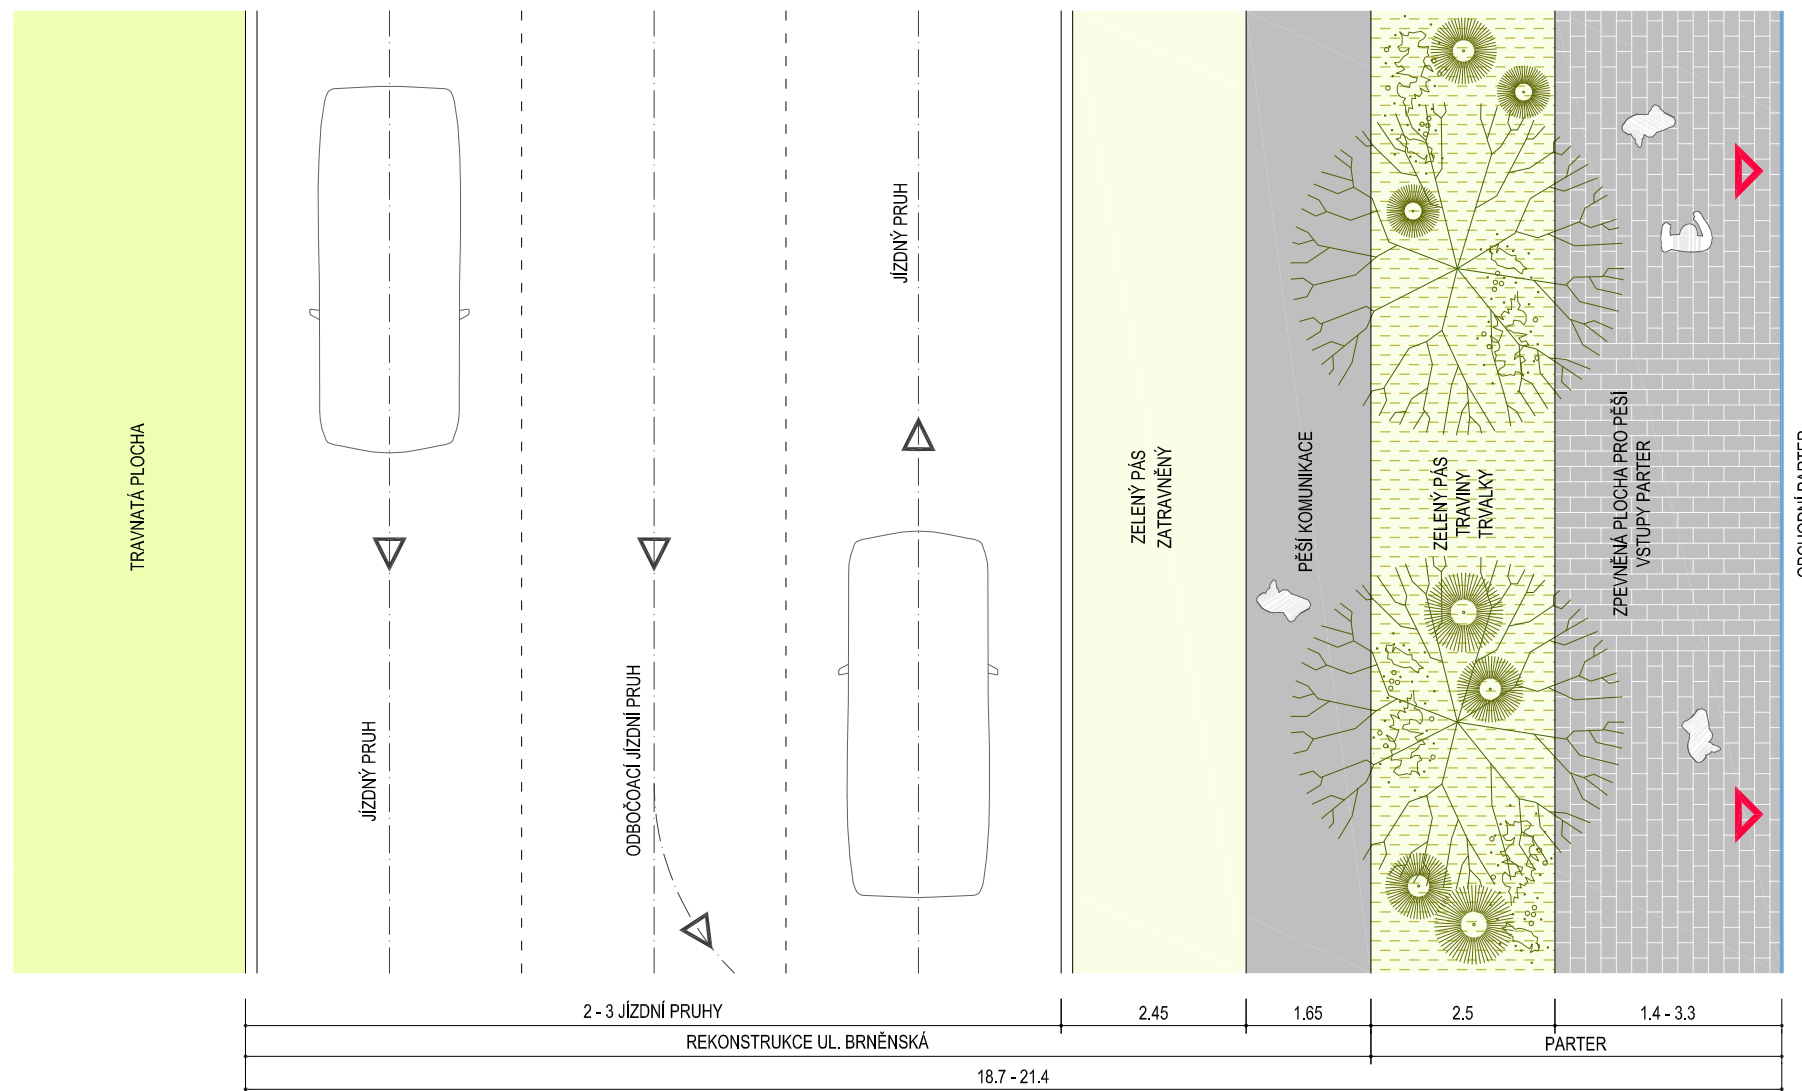 TRAVNATÁ PLOCHA
JÍZDNÝ PRUH
ODBOČOACÍ JÍZDNÍ PRUH
JÍZDNÝ PRUH
ZELENÝ PÁS
ZATRAVNĚNÝ
PĚŠÍ KOMUNIKACE
ZELENÝ PÁS
TRAVINY
TRVALKY
ZPEVNĚNÁ PLOCHA PRO PĚŠÍ
VSTUPY PARTER
OBCHODNÍ PARTER
2 - 3 JÍZDNÍ PRUHY
2.45
1.65
2.5
1.4 - 3.3
REKONSTRUKCE UL. BRNĚNSKÁ
PARTER
18.7 - 21.4